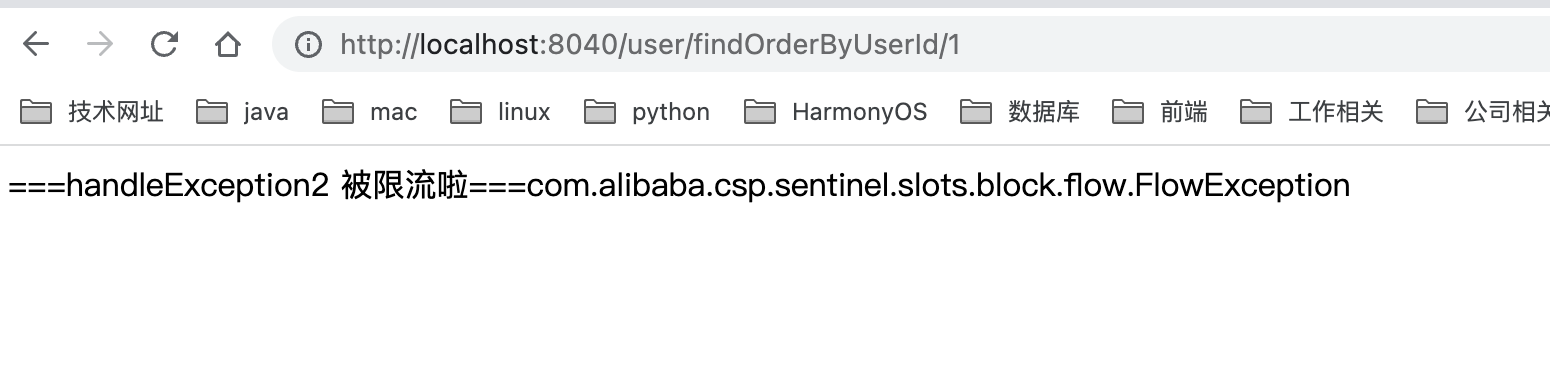 http://localhost:8040/user/findOrderByUserId/1
技术网址 java mac linux python HarmonyOS 数据库 前端 工作相关 公司相关
===handleException2 被限流啦===com.alibaba.csp.sentinel.slots.block.flow.FlowException